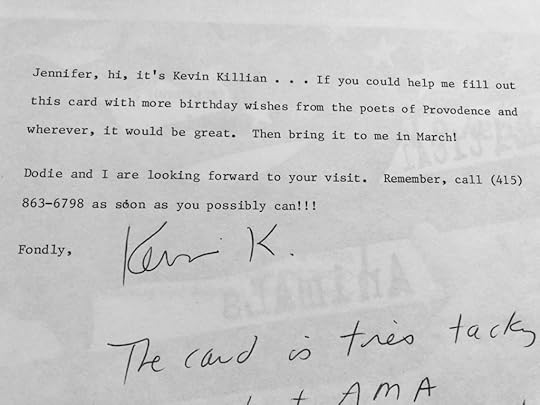 Jennifer, hi, it's Kevin Killian . . . If you could help me fill out
this card with more birthday wishes from the poets of Provodence and
wherever, it would be great. Then bring it to me in March!
Dodie and I are looking forward to your visit. Remember, call (415)
863-6798 as soon as you possibly can!!!
Fondly,
Kevin K.
Animals
The card is très tacky
AMA